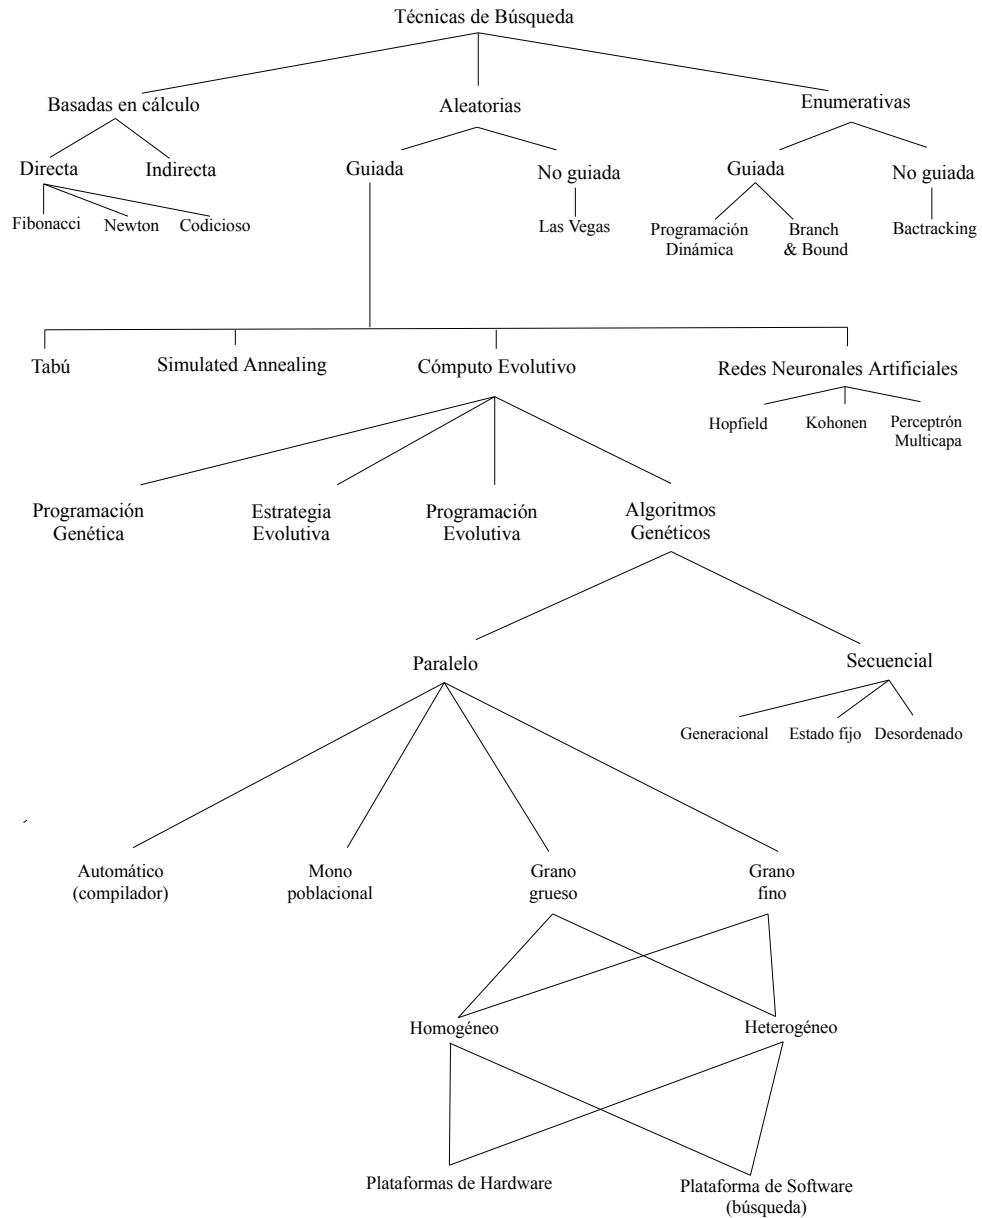 Técnicas de Búsqueda
Basadas en cálculo
Aleatorias
Enumerativas
Directa
Indirecta
Guiada
No guiada
Guiada
No guiada
Fibonacci
Newton
Codicioso
Las Vegas
Programación
Dinámica
Branch
& Bound
Bactracking
Tabú
Simulated Annealing
Cómputo Evolutivo
Redes Neuronales Artificiales
Hopfield
Kohonen
Perceptrón
Multicapa
Programación
Genética
Estrategia
Evolutiva
Programación
Evolutiva
Algoritmos
Genéticos
Paralelo
Secuencial
Generacional
Estado fijo
Desordenado
Automático
(compilador)
Mono
poblacional
Grano
grueso
Grano
fino
Homogéneo
Heterogéneo
Plataformas de Hardware
Plataforma de Software
(búsqueda)